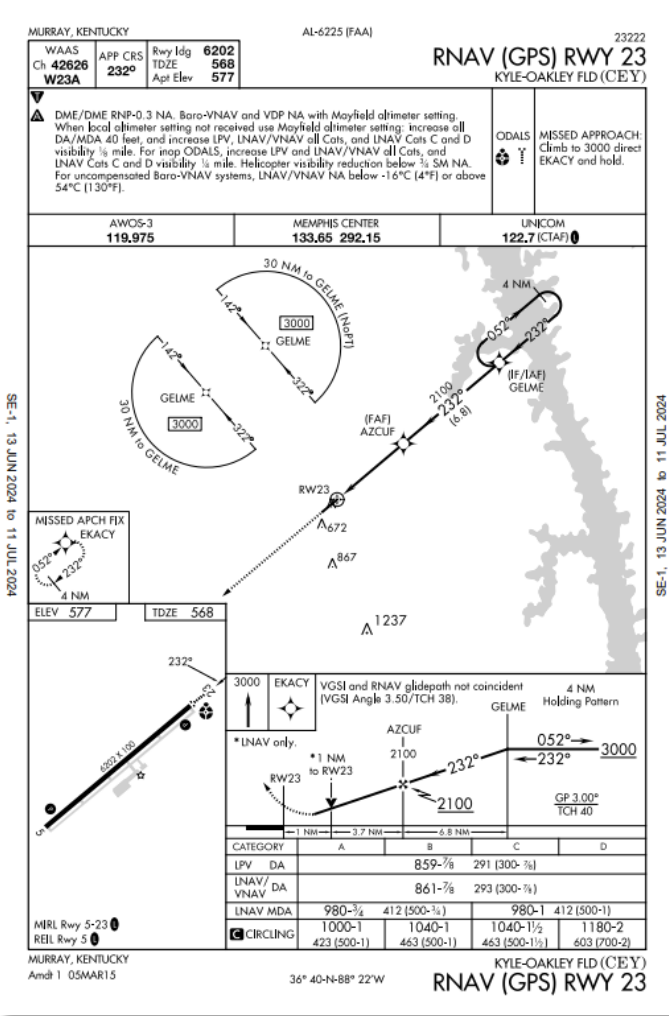 MURRAY, KENTUCKY
AL-6225 (FAA)
23222
WAAS
Ch 42626
W23A
APP CRS
232°
Rwy Idg 6202
TDZE 568
Apt Elev 577
RNAV (GPS) RWY 23
KYLE-OAKLEY FLD (CEY)
T
A
DME/DME RNP-0.3 NA. Baro-VNAV and VDP NA with Mayfield altimeter setting.
When local altimeter setting not received use Mayfield altimeter setting: increase all
DA/MDA 40 feet, and increase LPV, LNAV/VNAV all Cats, and LNAV Cats C and D
visibility ⅛ mile. For inop ODALS, increase LPV and LNAV/VNAV all Cats, and
LNAV Cats C and D visibility ¼ mile. Helicopter visibility reduction below ¾ SM NA.
For uncompensated Baro-VNAV systems, LNAV/VNAV NA below -16°C (4°F) or above
54°C (130°F).
ODALS
MISSED APPROACH:
Climb to 3000 direct
EKACY and hold.
AWOS-3
119.975
MEMPHIS CENTER
133.65 292.15
UNICOM
122.7 (CTAF) L
30 NM to GELME (NoPT)
142°
3000
GELME
322°
142°
GELME
3000
322°
30 NM to GELME
4 NM
052°
232°
(IF/IAF)
GELME
2100
232°
(6.8)
(FAF)
AZCUF
RW23
672
867
1237
MISSED APCH FIX
EKACY
052°
232°
4 NM
SE-1, 13 JUN 2024 to 11 JUL 2024
SE-1, 13 JUN 2024 to 11 JUL 2024
ELEV 577
TDZE 568
232°
23
6202 X 100
5
MIRL Rwy 5-23 L
REIL Rwy 5 L
3000
EKACY
VGSI and RNAV glidepath not coincident
(VGSI Angle 3.50/TCH 38).
4 NM
Holding Pattern
GELME
AZCUF
2100
*LNAV only.
*1 NM
to RW23
RW23
232°
052°
232°
3000
2100
GP 3.00°
TCH 40
1 NM
3.7 NM
6.8 NM
CATEGORY A B C D
LPV DA 859-⅞ 291 (300-⅞)
LNAV/
VNAV DA 861-⅞ 293 (300-⅞)
LNAV MDA 980-¾ 412 (500-¾) 980-1 412 (500-1)
C CIRCLING 1000-1 1040-1 1040-1½ 1180-2
423 (500-1) 463 (500-1) 463 (500-1½) 603 (700-2)
MURRAY, KENTUCKY
Amdt 1 05MAR15
36° 40-N-88° 22'W
KYLE-OAKLEY FLD (CEY)
RNAV (GPS) RWY 23